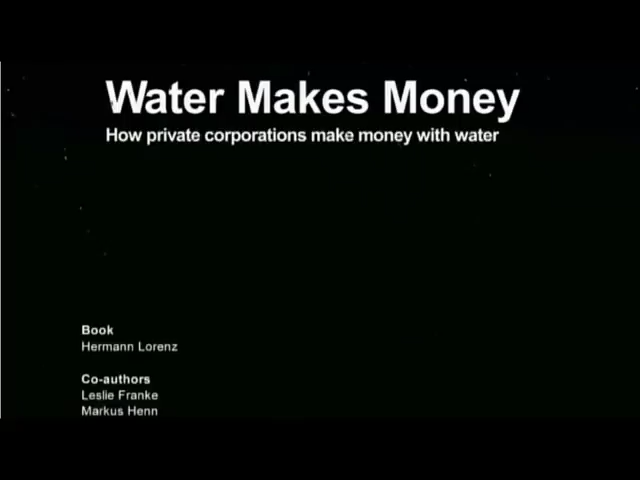 Water Makes Money
How private corporations make money with water
Book
Hermann Lorenz
Co-authors
Leslie Franke
Markus Henn